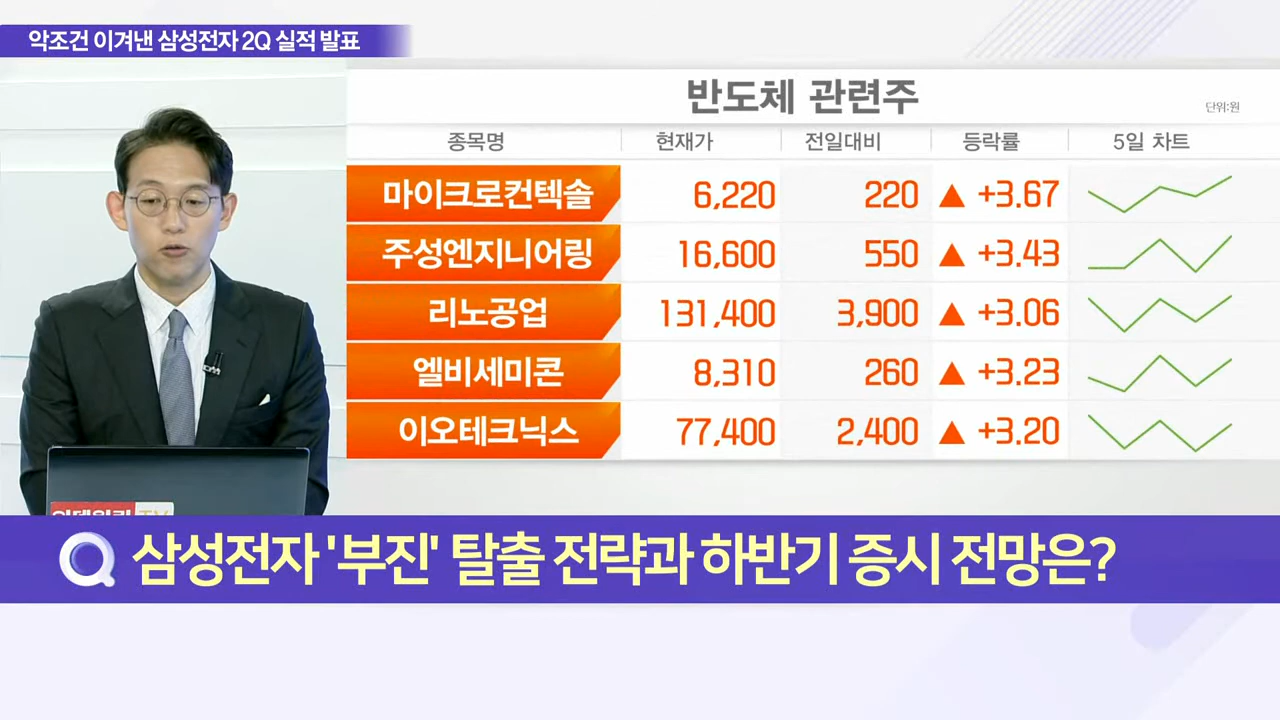 악조건 이겨낸 삼성전자 2Q 실적 발표
반도체 관련주
단위:원
종목명 현재가 전일대비 등락률 5일 차트
마이크로컨텍솔 6,220 220 ▲ +3.67
주성엔지니어링 16,600 550 ▲ +3.43
리노공업 131,400 3,900 ▲ +3.06
엘비세미콘 8,310 260 ▲ +3.23
이오테크닉스 77,400 2,400 ▲ +3.20
Q 삼성전자 '부진' 탈출 전략과 하반기 증시 전망은?